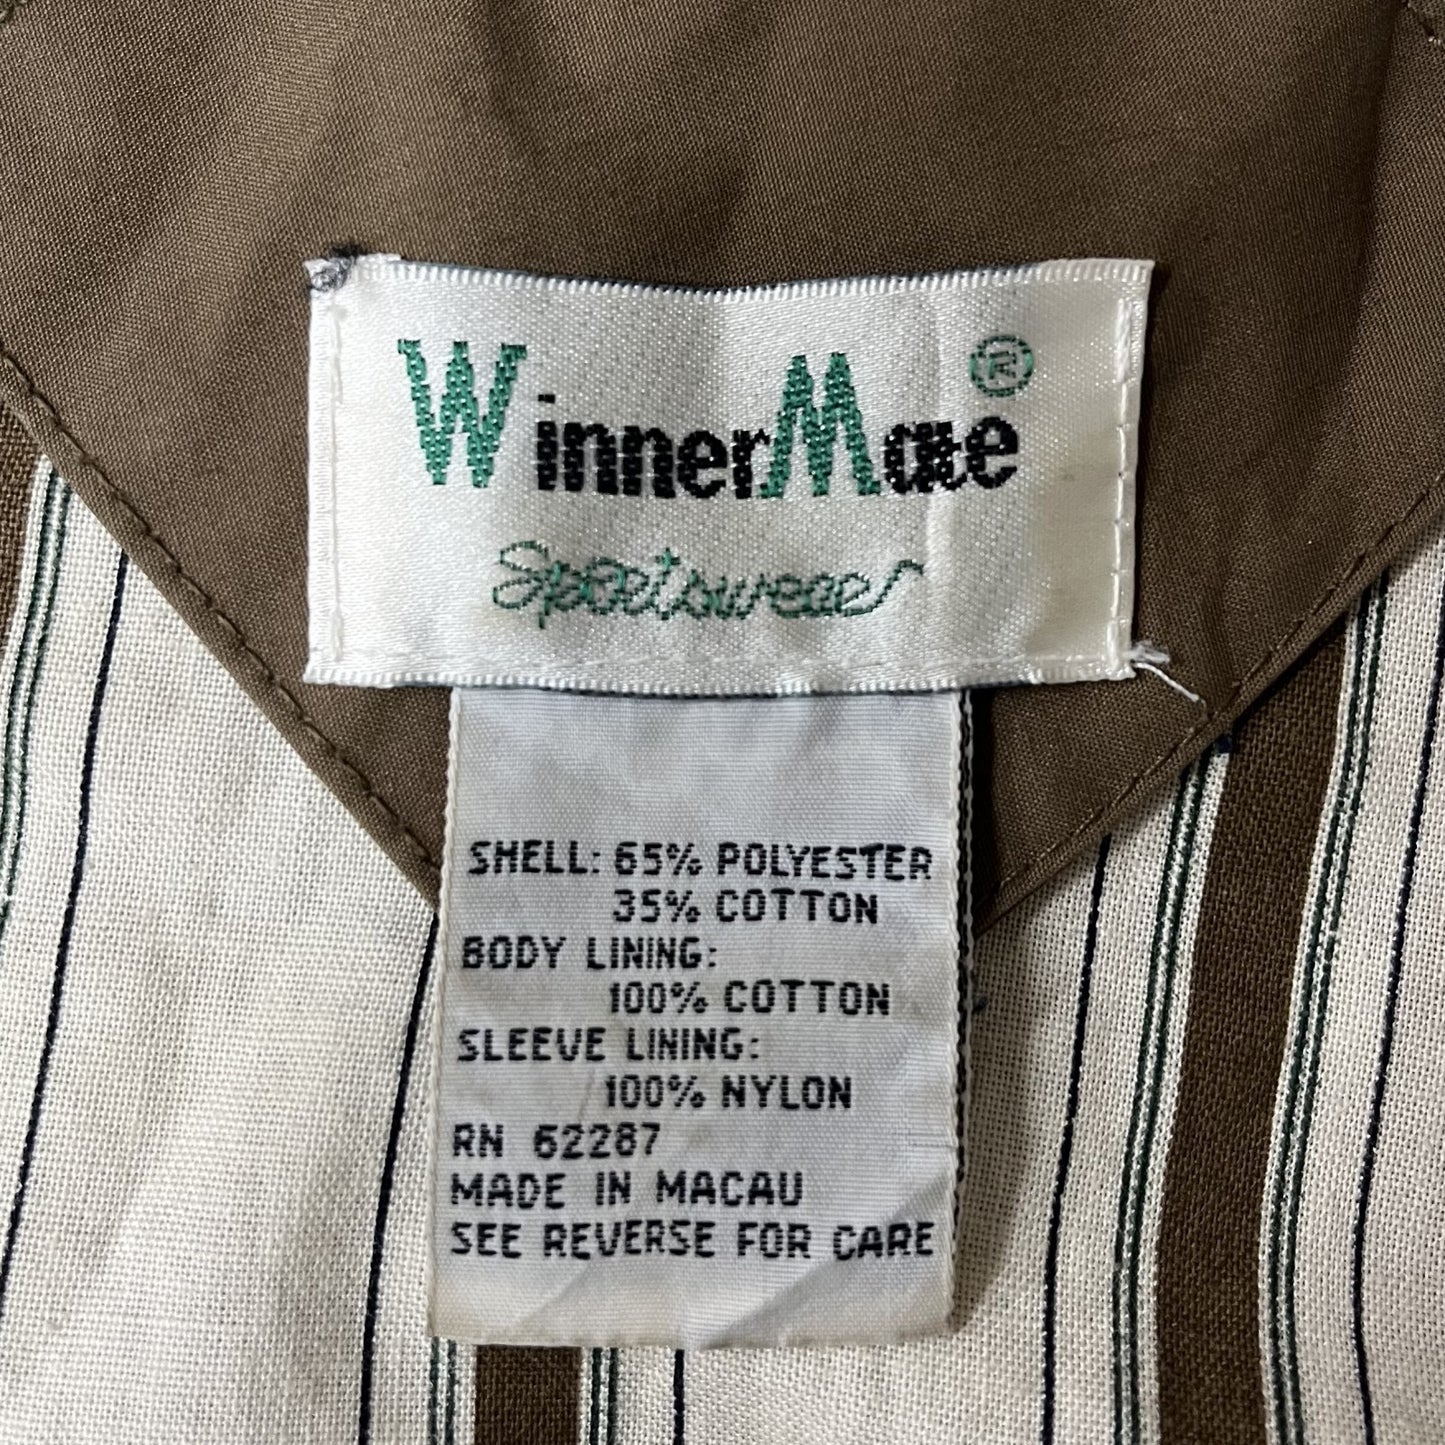 WinnerMate®
Sportswear
SHELL: 65% POLYESTER
35% COTTON
BODY LINING:
100% COTTON
SLEEVE LINING:
100% NYLON
RN 62287
MADE IN MACAU
SEE REVERSE FOR CARE